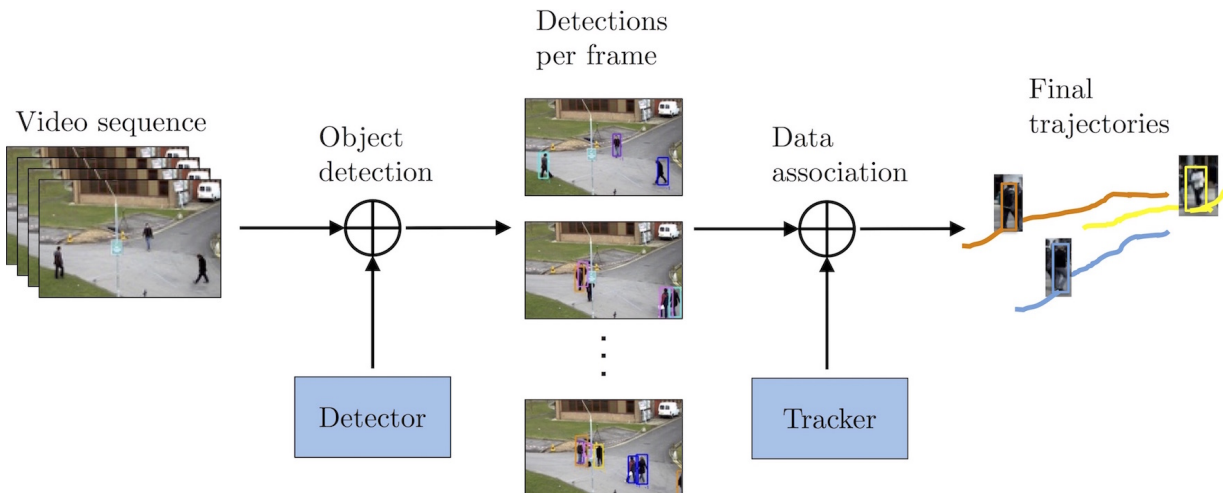 Video sequence
Object
detection
Detector
Detections
per frame
Data
association
Tracker
Final
trajectories